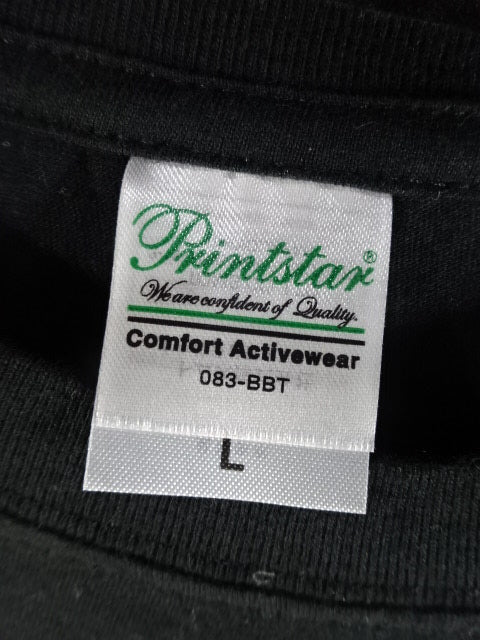 Printstar®
We are confident of Quality.
Comfort Activewear
083-BBT
L